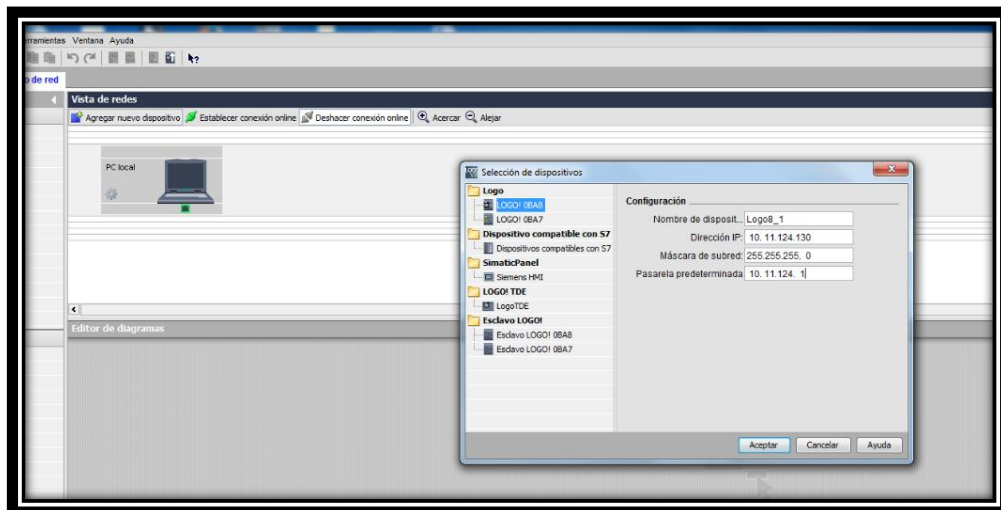 Ventana Ayuda
de red
Vista de redes
Agregar nuevo dispositivo Establecer conexión online Deshacer conexión online Acercar Alejar
PC local
Selección de dispositivos
Logo
LOGO! 0BA8
LOGO! 0BA7
Dispositivo compatible con S7
Dispositivos compatibles con S7
SimaticPanel
Siemens HMI
LOGO! TDE
LogoTDE
Esclavo LOGO!
Esclavo LOGO! 0BA8
Esclavo LOGO! 0BA7
Configuración
Nombre de disposit... Logo8_1
Dirección IP: 10. 11.124.130
Máscara de subred: 255.255.255. 0
Pasarela predeterminada 10. 11.124. 1
Aceptar Cancelar Ayuda
Editor de diagramas